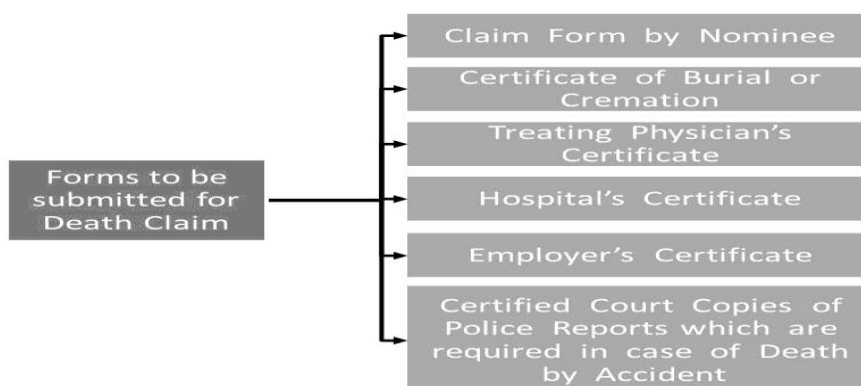 Claim Form by Nominee
Certificate of Burial or
Cremation
Treating Physician's
Certificate
Forms to be
submitted for
Death Claim
Hospital's Certificate
Employer's Certificate
Certified Court Copies of
Police Reports which are
required in case of Death
by Accident